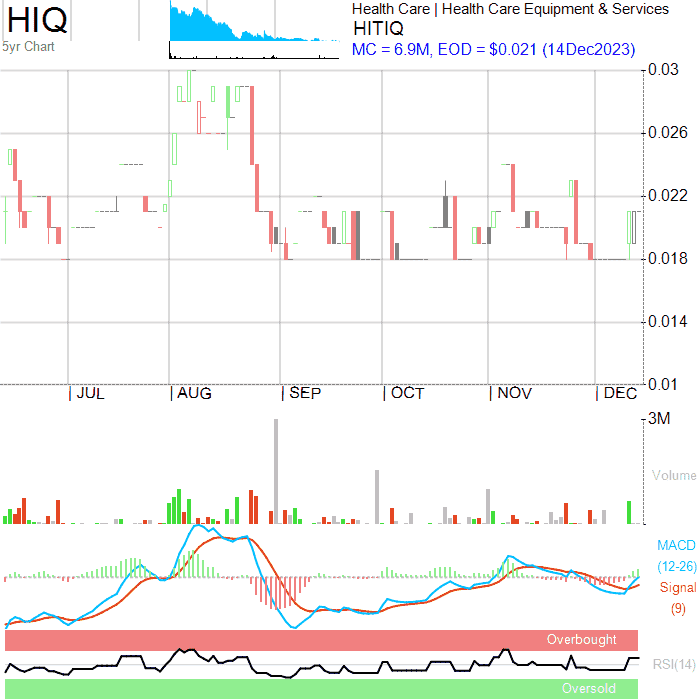 HIQ
5yr Chart
Health Care | Health Care Equipment & Services
HITIQ
MC = 6.9M, EOD = $0.021 (14Dec2023)
0.03
0.026
0.022
0.018
0.014
0.01
JUL AUG SEP OCT NOV DEC
3M
Volume
MACD
(12-26)
Signal
(9)
Overbought
RSI(14)
Oversold